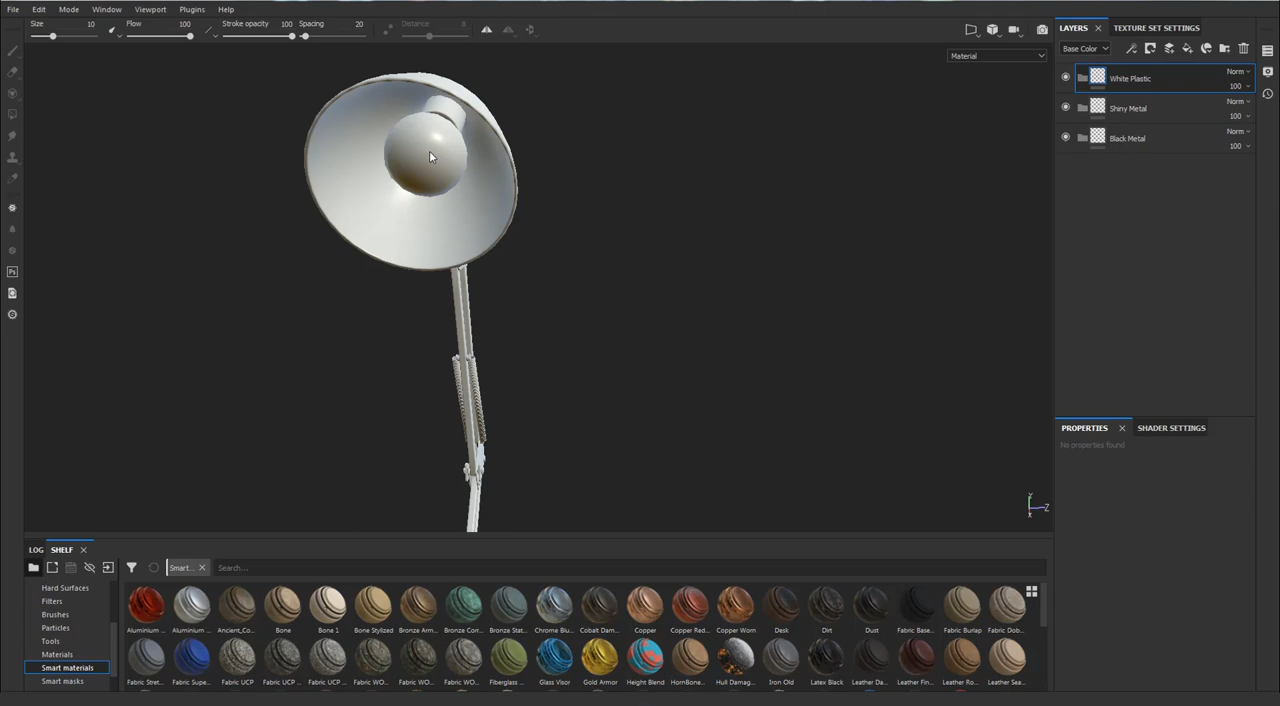 File Edit Mode Window Viewport Plugins Help
Size 10 Flow 100 Stroke opacity 100 Spacing 20 Distance 8
LAYERS TEXTURE SET SETTINGS
Base Color
Material
White Plastic Norm 100
Shiny Metal Norm 100
Black Metal Norm 100
PROPERTIES SHADER SETTINGS
No properties found
Y
Z
X
LOG SHELF
Smart... Search...
Hard Surfaces
Filters
Brushes
Particles
Tools
Materials
Smart materials
Smart masks
Aluminium ... Aluminium ... Ancient_Co... Bone Bone 1 Bone Stylized Bronze Arm... Bronze Corr... Bronze Stat... Chrome Blu... Cobalt Dam... Copper Copper Red... Copper Worn Desk Dirt Dust Fabric Base... Fabric Burlap Fabric Dob...
Fabric Stret... Fabric Supe... Fabric UCP Fabric UCP ... Fabric UCP ... Fabric WO... Fabric WO... Fabric WO... Fiberglass ... Glass Visor Gold Armor Height Blend HornBone... Hull Damag... Iron Old Latex Black Leather Da... Leather Fin... Leather Ro... Leather Sea...
Ps